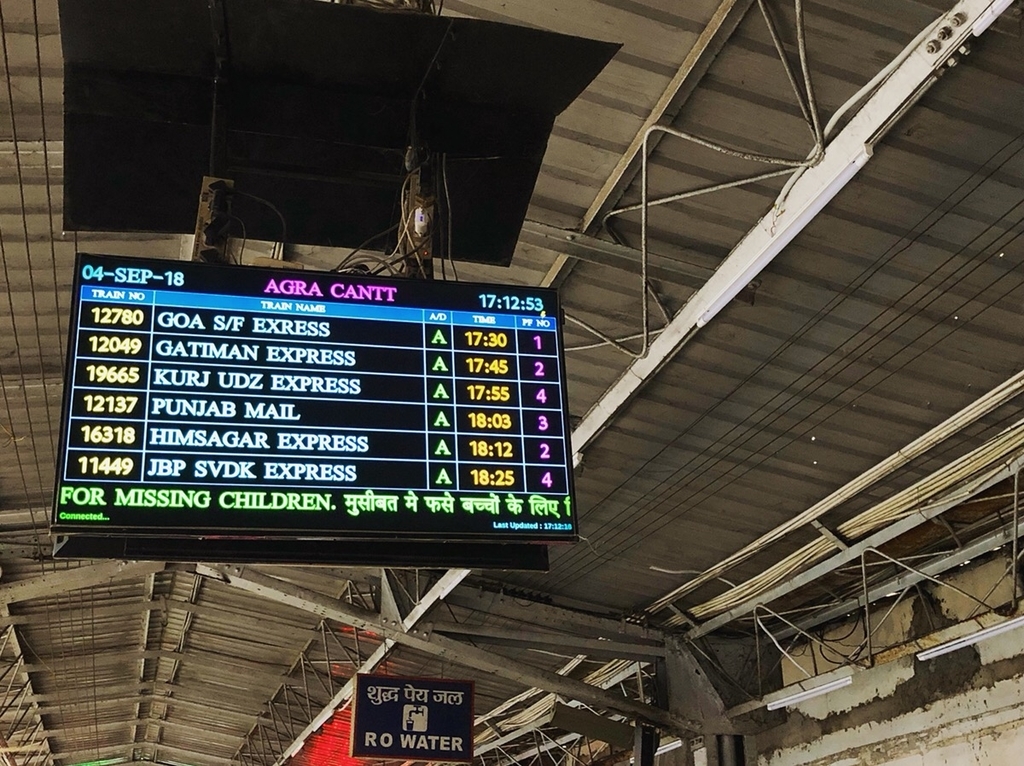 04-SEP-18 AGRA CANTT 17:12:53
TRAIN NO TRAIN NAME A/D TIME PF NO
12780 GOA S/F EXRESS A 17:30 1
12049 GATIMAN EXPRESS A 17:45 2
19665 KURJ UDZ EXPRESS A 17:55 4
12137 PUNJAB MAIL A 18:03 3
16318 HIMSAGAR EXPRESS A 18:12 2
11449 JBP SVDK EXPRESS A 18:25 4
FOR MISSING CHILDREN. मुसीबत मे फसे बच्चों के लिए
Connected... Last Updated : 17:12:18
शुद्ध पेय जल
RO WATER